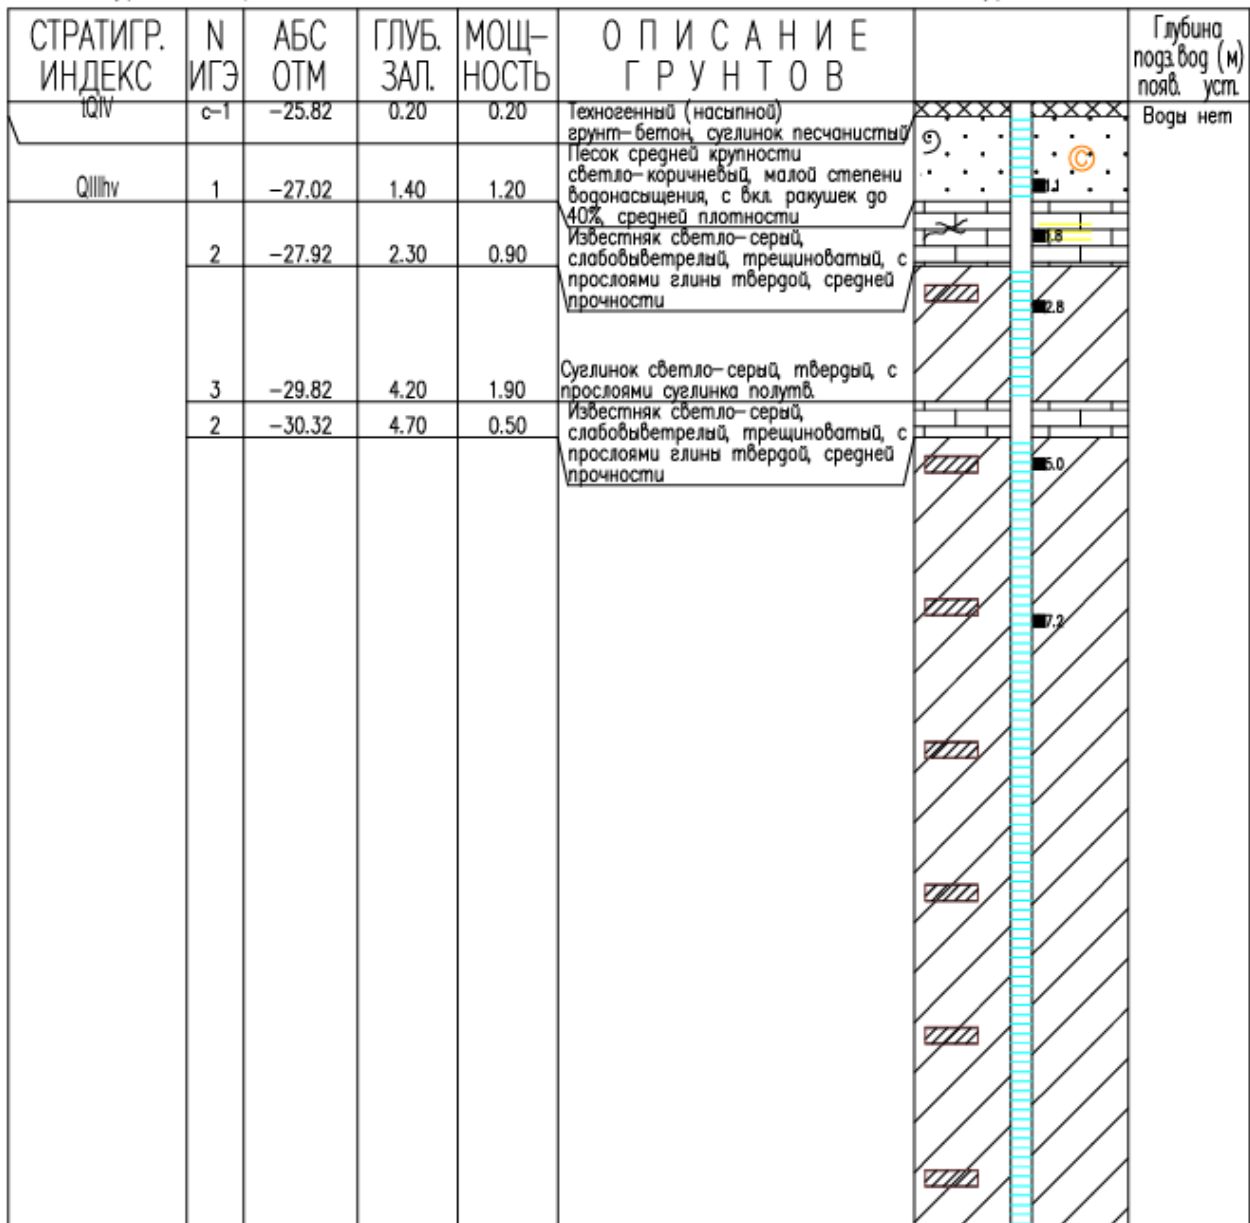 СТРАТИГР. ИНДЕКС
N ИГЭ
АБС ОТМ
ГЛУБ. ЗАЛ.
МОЩ-НОСТЬ
ОПИСАНИЕ ГРУНТОВ
Глубина
подз.вод (м)
появ. уст.
tQIV
с-1 -25.82 0.20 0.20
Техногенный (насыпной)
грунт-бетон, суглинок песчанистый
Воды нет
QIIIhv
1 -27.02 1.40 1.20
Песок средней крупности
светло-коричневый, малой степени
водонасыщения, с вкл. ракушек до
40%, средней плотности
С
2 -27.92 2.30 0.90
Известняк светло-серый,
слабовыветрелый, трещиноватый, с
прослоями глины твердой, средней
прочности
2.8
3 -29.82 4.20 1.90
Суглинок светло-серый, твердый, с
прослоями суглинка полутв.
2 -30.32 4.70 0.50
Известняк светло-серый,
слабовыветрелый, трещиноватый, с
прослоями глины твердой, средней
прочности
5.0
7.2